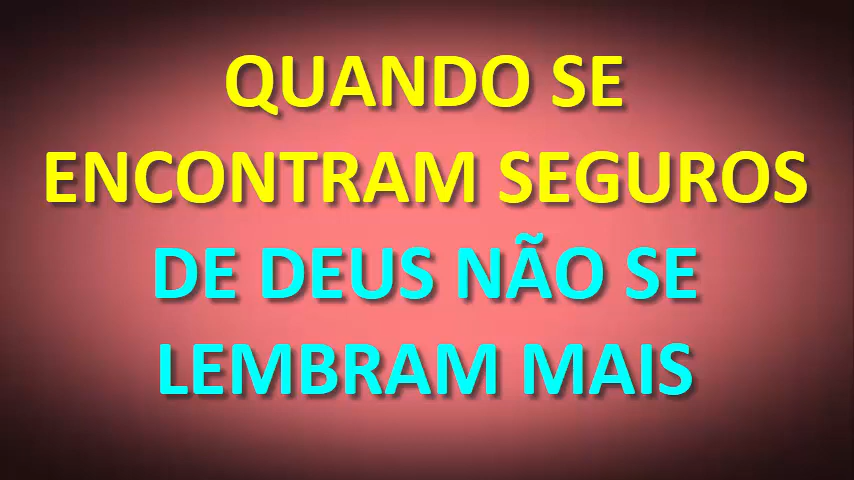 QUANDO SE
ENCONTRAM SEGUROS
DE DEUS NÃO SE
LEMBRAM MAIS